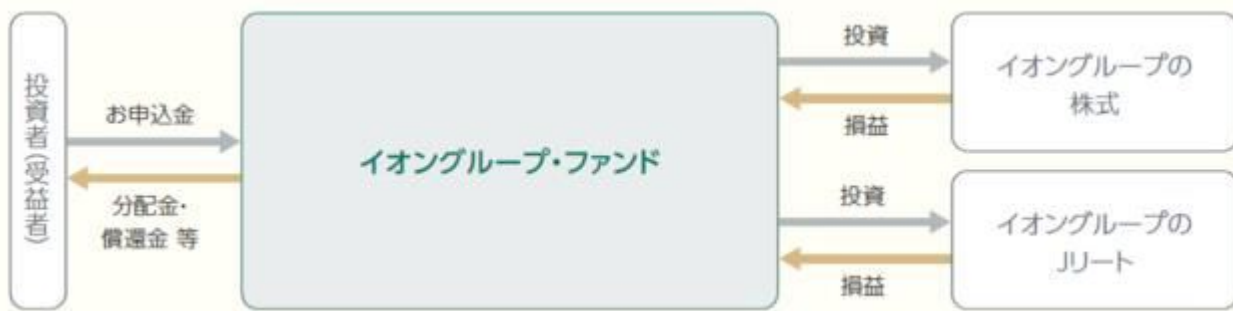 投資者(受益者)
お申込金
分配金・
償還金 等
イオングループ・ファンド
投資
損益
イオングループの
株式
投資
損益
イオングループの
Jリート